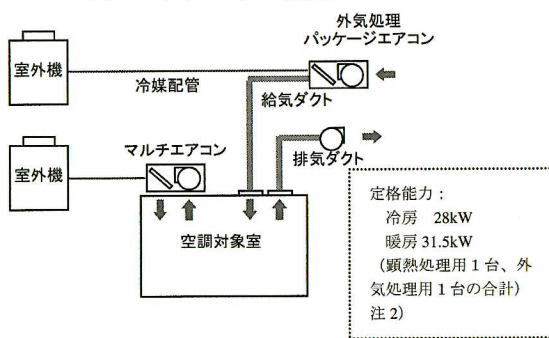 外気処理
パッケージエアコン
室外機
冷媒配管
給気ダクト
マルチエアコン
排気ダクト
室外機
空調対象室
定格能力：
冷房　28kW
暖房 31.5kW
（顕熱処理用 1 台、外
気処理用 1 台の合計）
注 2）